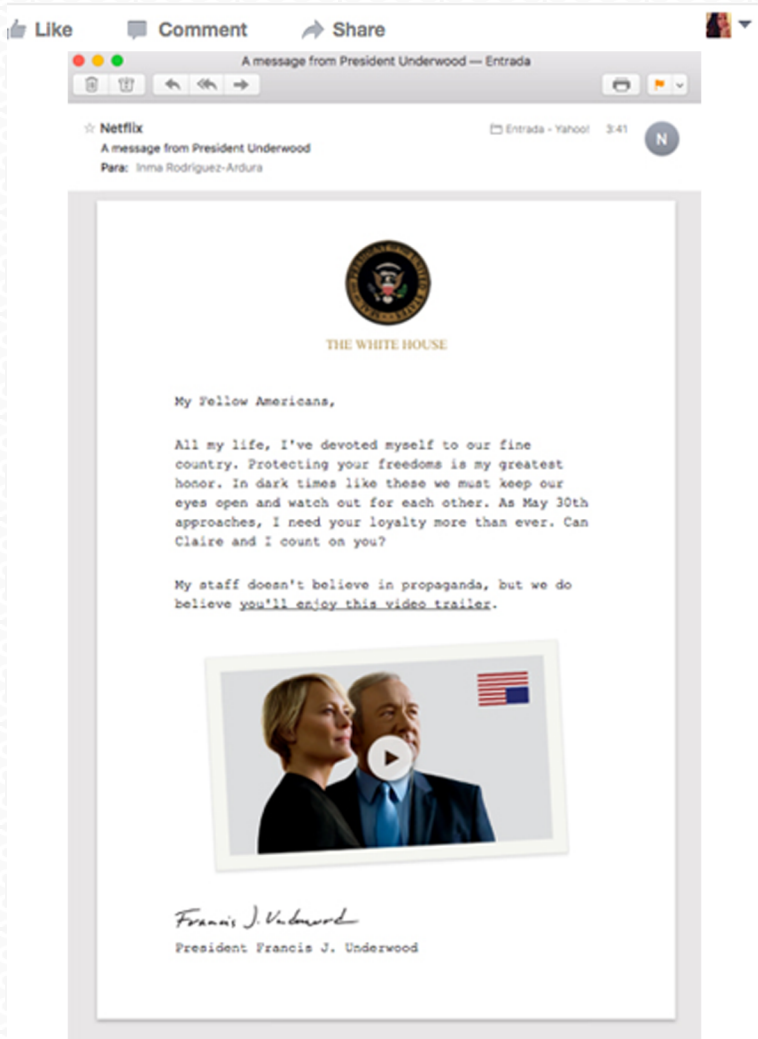 Like Comment Share
A message from President Underwood — Entrada
Netflix Entrada - Yahoo! 3:41
N
A message from President Underwood
Para: Inma Rodríguez-Ardura
THE WHITE HOUSE
My Fellow Americans,
All my life, I've devoted myself to our fine
country. Protecting your freedoms is my greatest
honor. In dark times like these we must keep our
eyes open and watch out for each other. As May 30th
approaches, I need your loyalty more than ever. Can
Claire and I count on you?
My staff doesn't believe in propaganda, but we do
believe you'll enjoy this video trailer.
Francis J. Underwood
President Francis J. Underwood